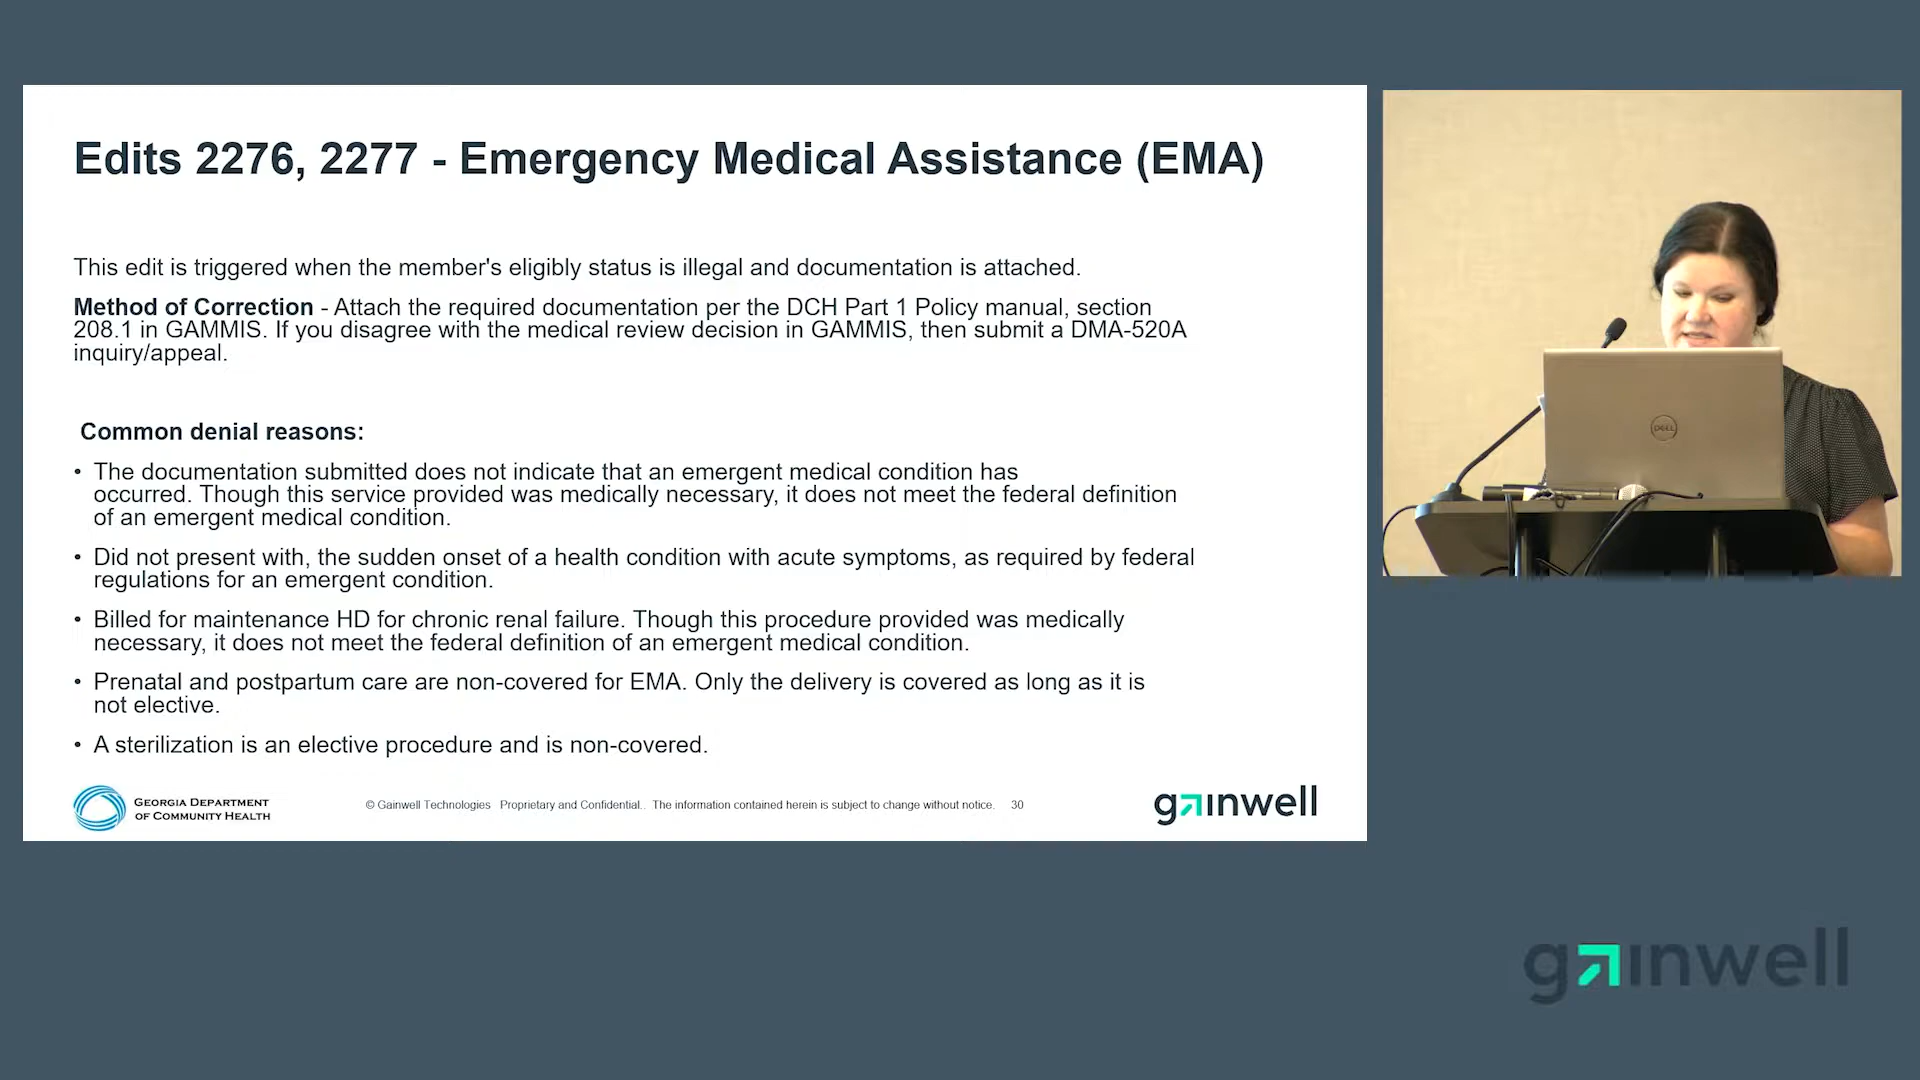 Edits 2276, 2277 - Emergency Medical Assistance (EMA)
This edit is triggered when the member's eligibly status is illegal and documentation is attached.
Method of Correction - Attach the required documentation per the DCH Part 1 Policy manual, section
208.1 in GAMMIS. If you disagree with the medical review decision in GAMMIS, then submit a DMA-520A
inquiry/appeal.
Common denial reasons:
• The documentation submitted does not indicate that an emergent medical condition has
occurred. Though this service provided was medically necessary, it does not meet the federal definition
of an emergent medical condition.
• Did not present with, the sudden onset of a health condition with acute symptoms, as required by federal
regulations for an emergent condition.
• Billed for maintenance HD for chronic renal failure. Though this procedure provided was medically
necessary, it does not meet the federal definition of an emergent medical condition.
• Prenatal and postpartum care are non-covered for EMA. Only the delivery is covered as long as it is
not elective.
• A sterilization is an elective procedure and is non-covered.
GEORGIA DEPARTMENT
OF COMMUNITY HEALTH
© Gainwell Technologies Proprietary and Confidential.. The information contained herein is subject to change without notice. 30
gainwell
DELL
gainwell